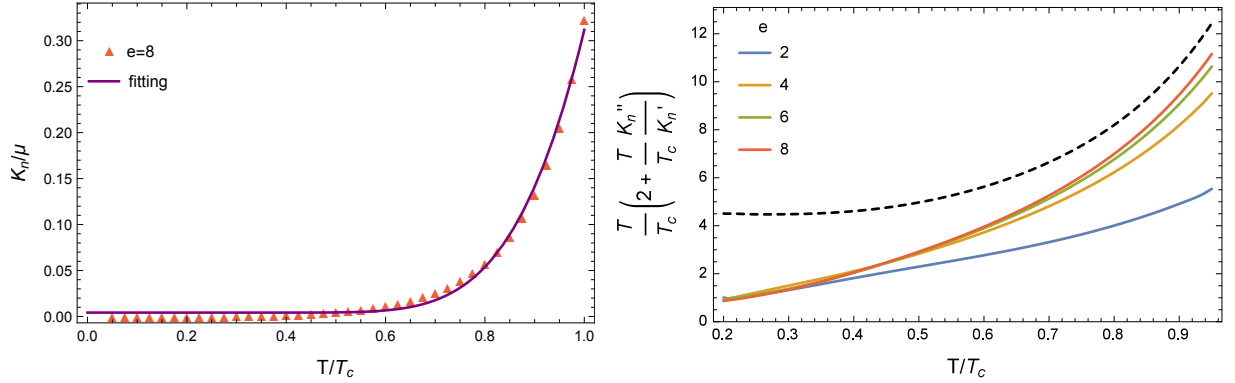 0.30
0.25
0.20
0.15
0.10
0.05
0.00
K_n/μ
e=8
fitting
0.0 0.2 0.4 0.6 0.8 1.0
T/T_c
12
10
8
6
4
2
0
T/T_c (2 + T/T_c K_n''/K_n')
e
2
4
6
8
0.2 0.3 0.4 0.5 0.6 0.7 0.8 0.9
T/T_c